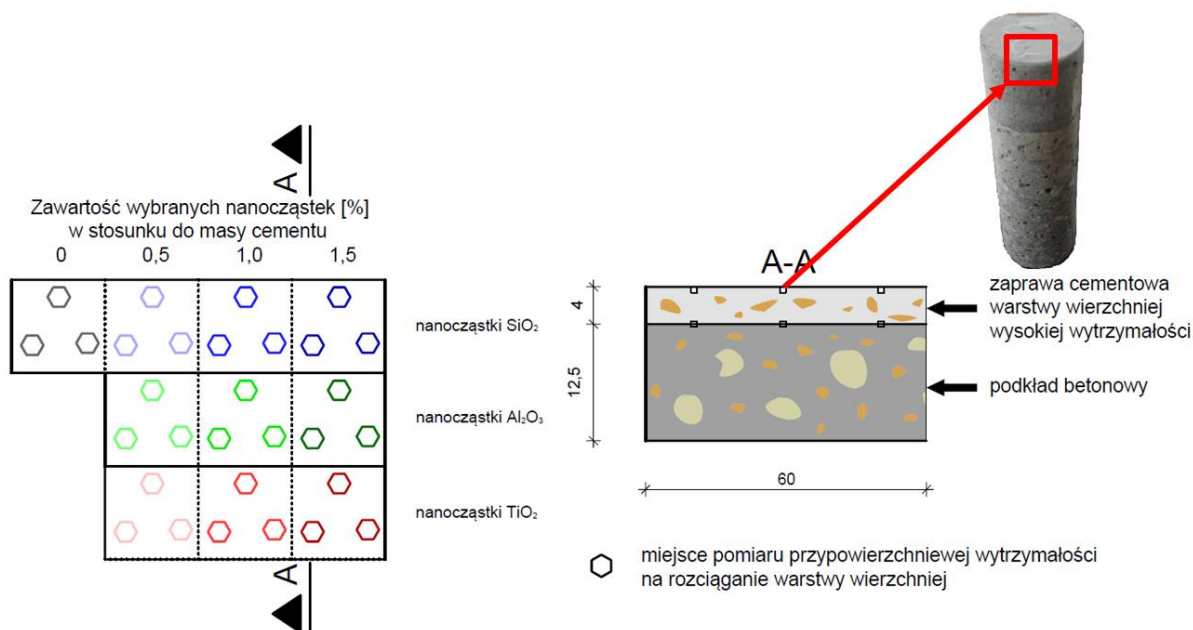 A
Zawartość wybranych nanocząstek [%]
w stosunku do masy cementu
0 0,5 1,0 1,5
nanocząstki SiO₂
nanocząstki Al₂O₃
nanocząstki TiO₂
A
A-A
4
12,5
60
zaprawa cementowa
warstwy wierzchniej
wysokiej wytrzymałości
podkład betonowy
miejsce pomiaru przypowierzchniewej wytrzymałości
na rozciąganie warstwy wierzchniej